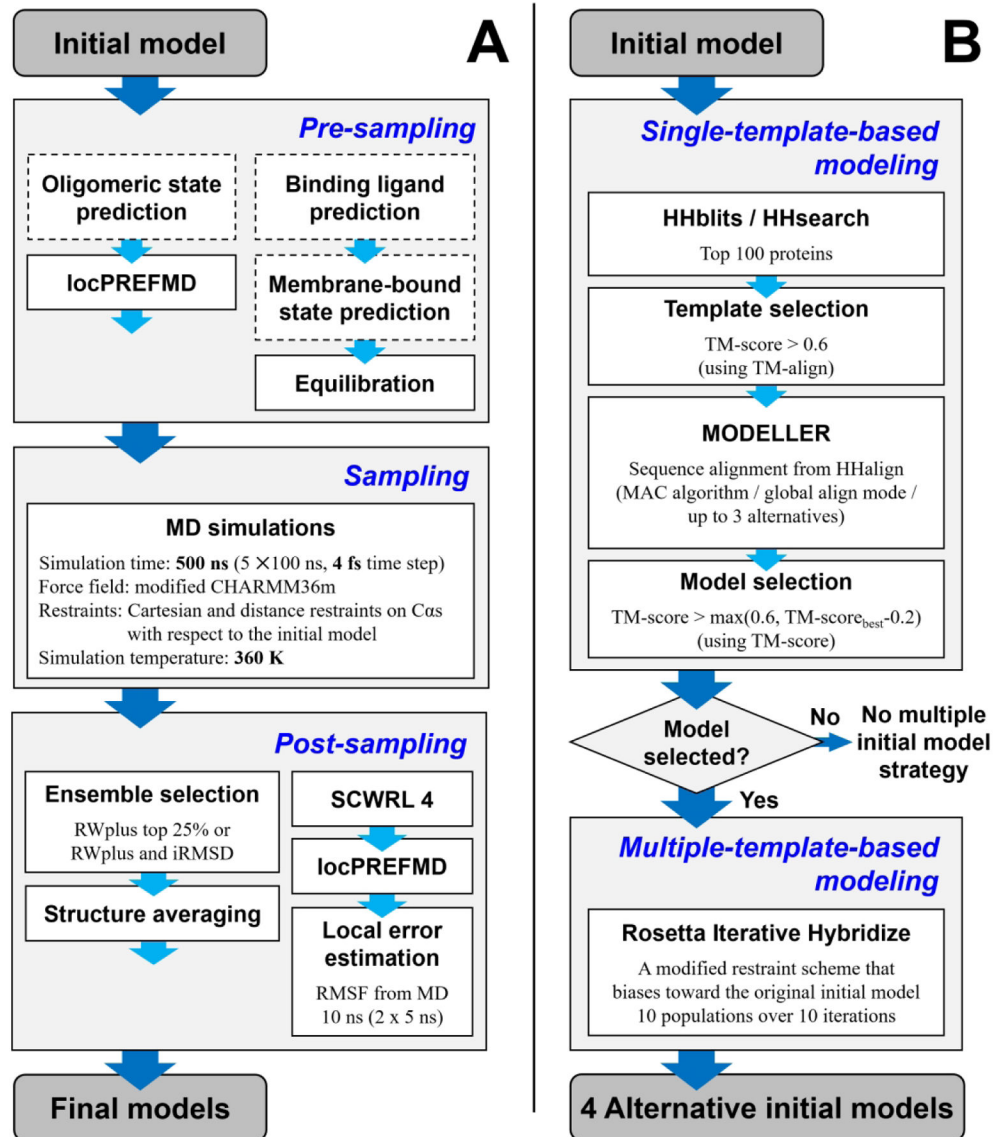 A
Initial model
Pre-sampling
Oligomeric state
prediction
locPREFMD
Binding ligand
prediction
Membrane-bound
state prediction
Equilibration
Sampling
MD simulations
Simulation time: 500 ns (5 ×100 ns, 4 fs time step)
Force field: modified CHARMM36m
Restraints: Cartesian and distance restraints on Cαs
with respect to the initial model
Simulation temperature: 360 K
Post-sampling
Ensemble selection
RWplus top 25% or
RWplus and iRMSD
Structure averaging
SCWRL 4
locPREFMD
Local error
estimation
RMSF from MD
10 ns (2 x 5 ns)
Final models
B
Initial model
Single-template-based
modeling
HHblits / HHsearch
Top 100 proteins
Template selection
TM-score > 0.6
(using TM-align)
MODELLER
Sequence alignment from HHalign
(MAC algorithm / global align mode /
up to 3 alternatives)
Model selection
TM-score > max(0.6, TM-score_best-0.2)
(using TM-score)
Model
selected?
No
No multiple
initial model
strategy
Yes
Multiple-template-based
modeling
Rosetta Iterative Hybridize
A modified restraint scheme that
biases toward the original initial model
10 populations over 10 iterations
4 Alternative initial models